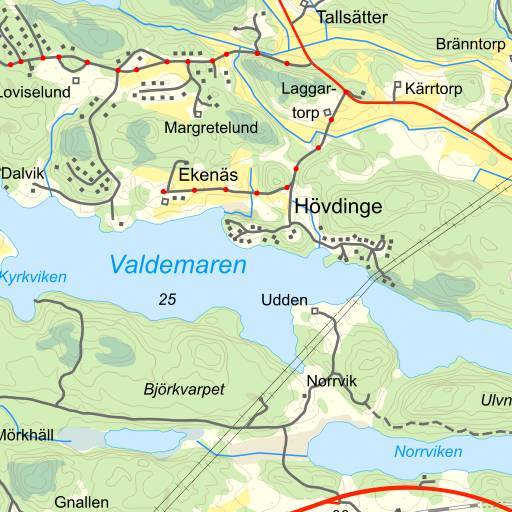 Tallsätter
Bränntorp
Loviselund
Laggar-
torp
Kärrtorp
Margretelund
Dalvik
Ekenäs
Hövdinge
Valdemaren
Kyrkviken
25
Udden
Björkvarpet
Norrvik
Ulvn
Mörkhäll
Norrviken
Gnallen